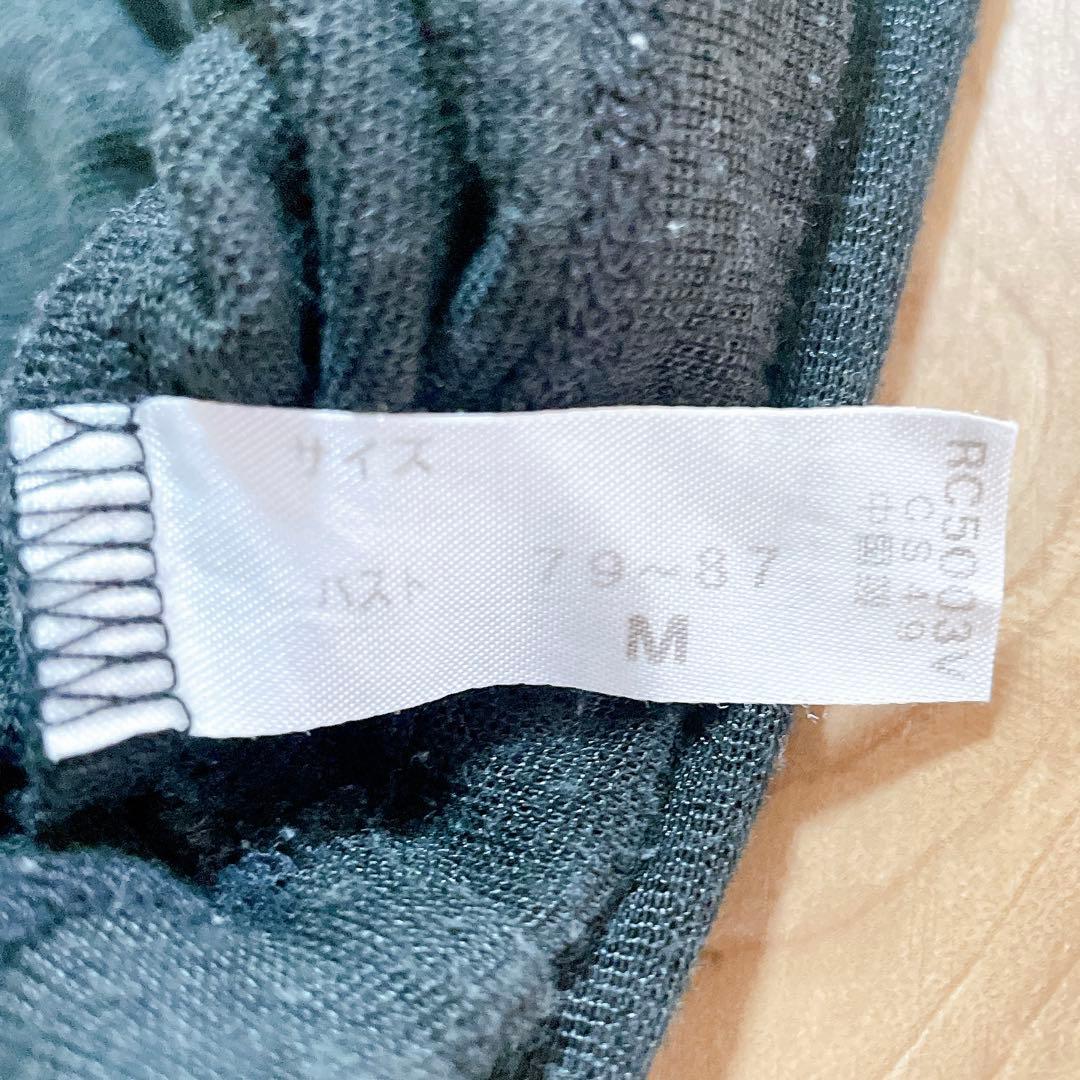 サイズ
バスト 79~87
M
RC5003V
CS49
中国製